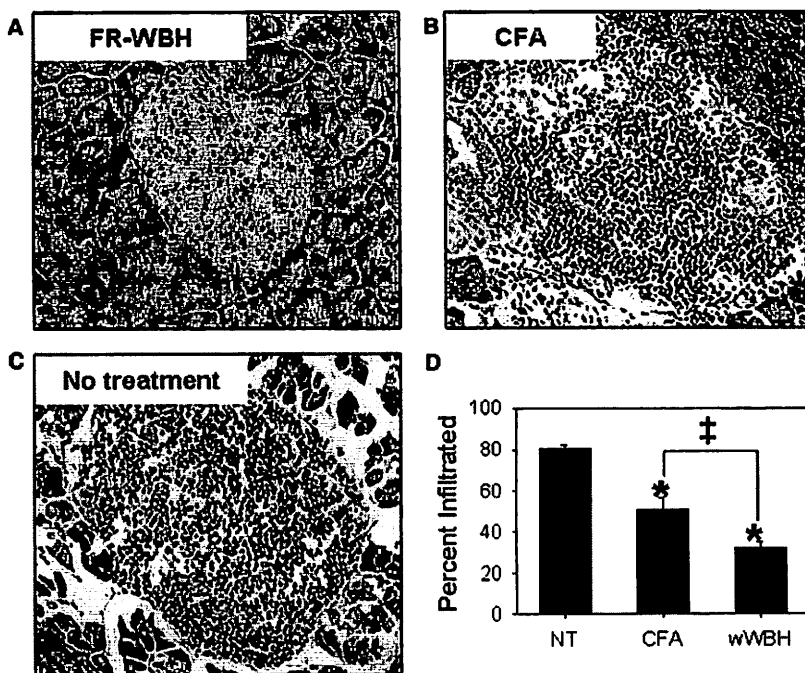 A
FR-WBH
B
CFA
C
No treatment
D
Percent Infiltrated
100
80
60
40
20
0
‡
*
*
NT
CFA
wWBH